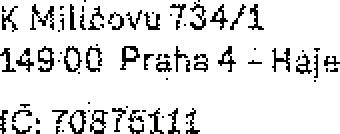 K Milíčovu 734/1
149 00 Praha 4 - Háje
IČ: 70876111